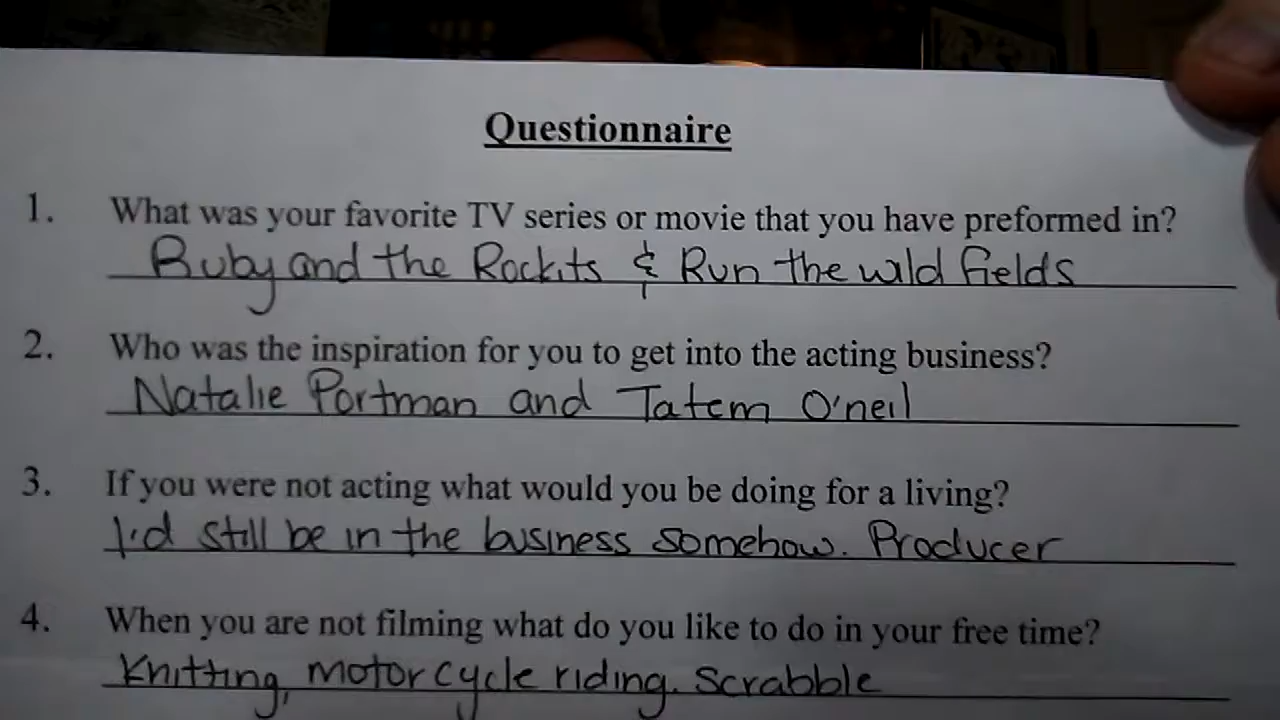 Questionnaire
1. What was your favorite TV series or movie that you have preformed in?
Ruby and the Rockits & Run the wild fields
2. Who was the inspiration for you to get into the acting business?
Natalie Portman and Tatem O'neil
3. If you were not acting what would you be doing for a living?
I'd still be in the business somehow. Producer
4. When you are not filming what do you like to do in your free time?
Knitting, motorcycle riding. Scrabble